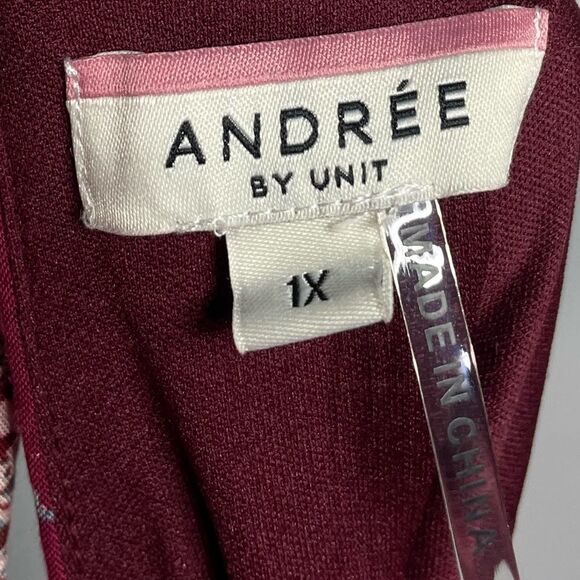 ANDRÉE
BY UNIT
1X
MADE IN CHINA